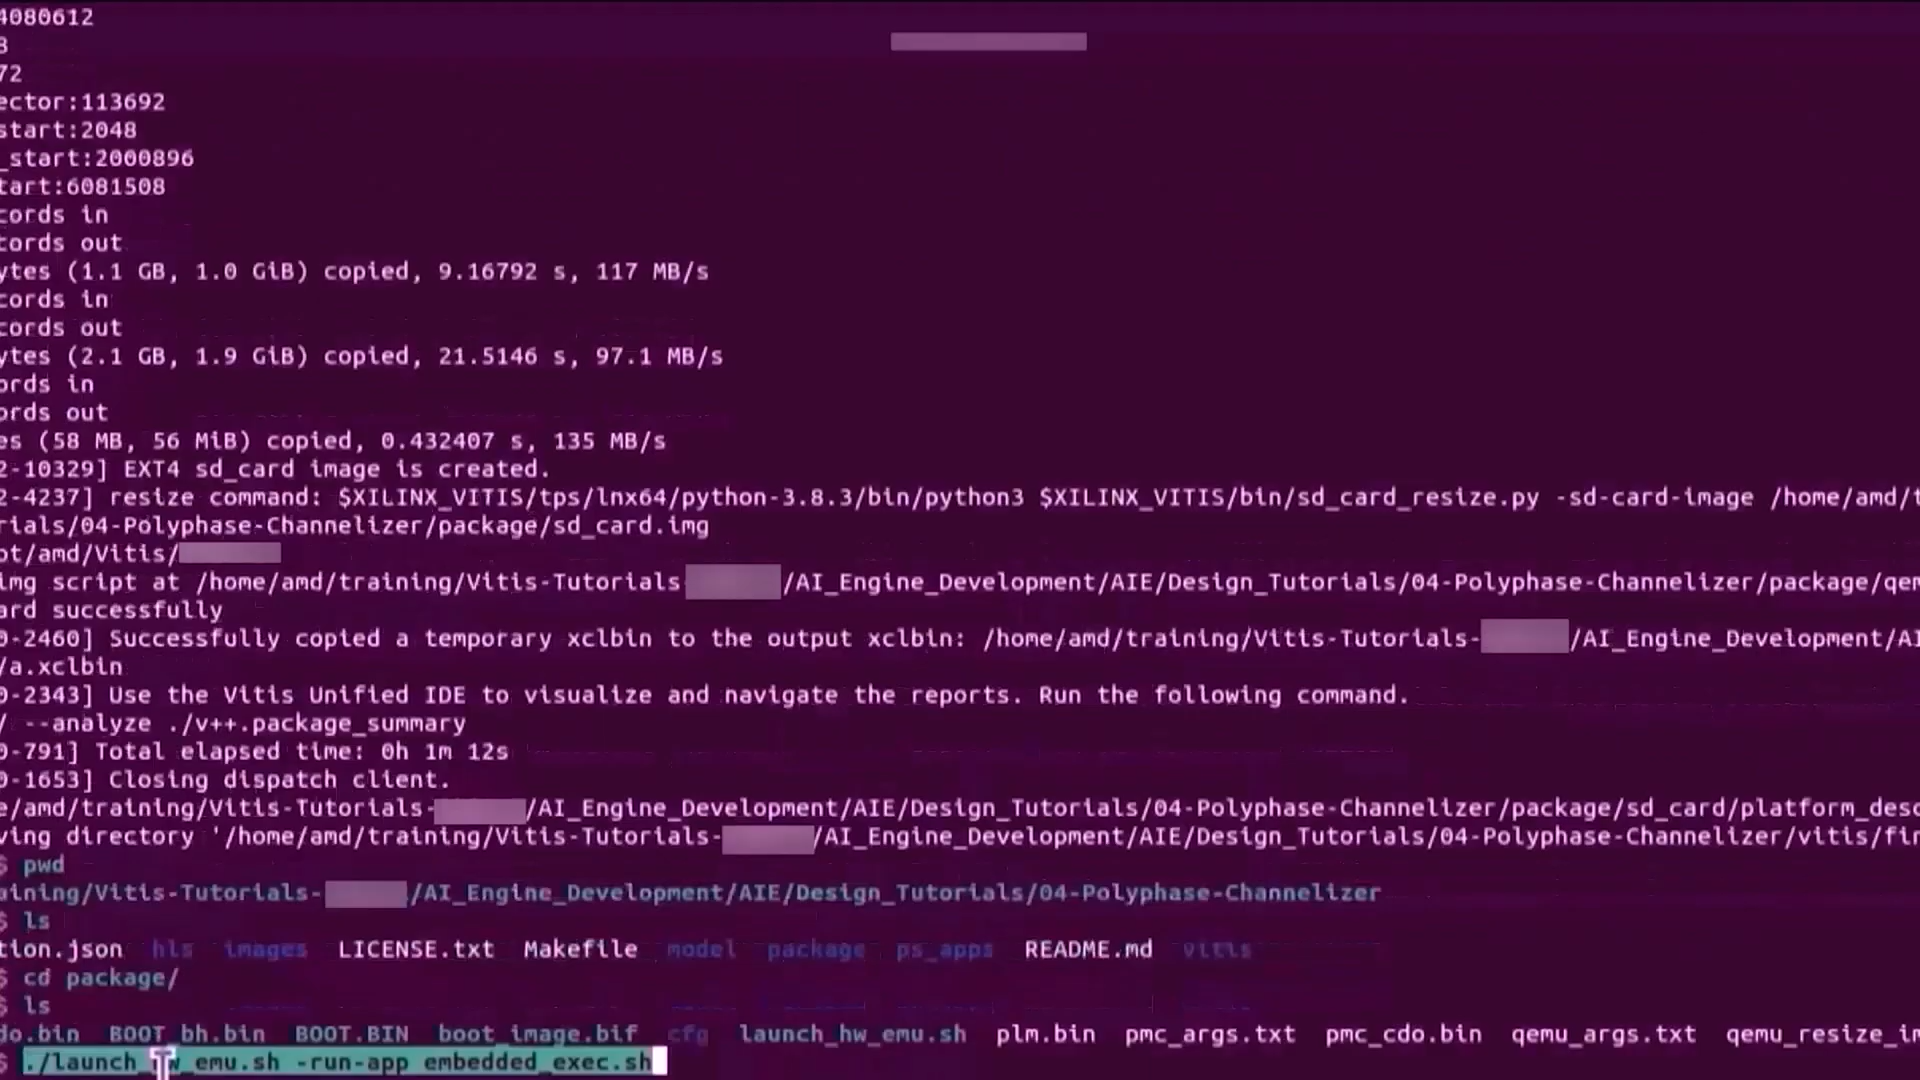 4080612
3
72
ector:113692
start:2048
_start:2000896
tart:6081508
cords in
cords out
ytes (1.1 GB, 1.0 GiB) copied, 9.16792 s, 117 MB/s
cords in
cords out
ytes (2.1 GB, 1.9 GiB) copied, 21.5146 s, 97.1 MB/s
ords in
ords out
es (58 MB, 56 MiB) copied, 0.432407 s, 135 MB/s
2-10329] EXT4 sd_card image is created.
2-4237] resize command: $XILINX_VITIS/tps/lnx64/python-3.8.3/bin/python3 $XILINX_VITIS/bin/sd_card_resize.py -sd-card-image /home/amd/t
rials/04-Polyphase-Channelizer/package/sd_card.img
ot/amd/Vitis/
img script at /home/amd/training/Vitis-Tutorials /AI_Engine_Development/AIE/Design_Tutorials/04-Polyphase-Channelizer/package/qem
ard successfully
0-2460] Successfully copied a temporary xclbin to the output xclbin: /home/amd/training/Vitis-Tutorials- /AI_Engine_Development/AI
/a.xclbin
0-2343] Use the Vitis Unified IDE to visualize and navigate the reports. Run the following command.
/ --analyze ./v++.package_summary
0-791] Total elapsed time: 0h 1m 12s
0-1653] Closing dispatch client.
e/amd/training/Vitis-Tutorials- /AI_Engine_Development/AIE/Design_Tutorials/04-Polyphase-Channelizer/package/sd_card/platform_desc
ving directory '/home/amd/training/Vitis-Tutorials- /AI_Engine_Development/AIE/Design_Tutorials/04-Polyphase-Channelizer/vitis/fin
$ pwd
aining/Vitis-Tutorials- /AI_Engine_Development/AIE/Design_Tutorials/04-Polyphase-Channelizer
$ ls
tion.json hls images LICENSE.txt Makefile model package ps_apps README.md vitis
$ cd package/
$ ls
do.bin BOOT_bh.bin BOOT.BIN boot_image.bif cfg launch_hw_emu.sh plm.bin pmc_args.txt pmc_cdo.bin qemu_args.txt qemu_resize_im
$ ./launch_hw_emu.sh -run-app embedded_exec.sh